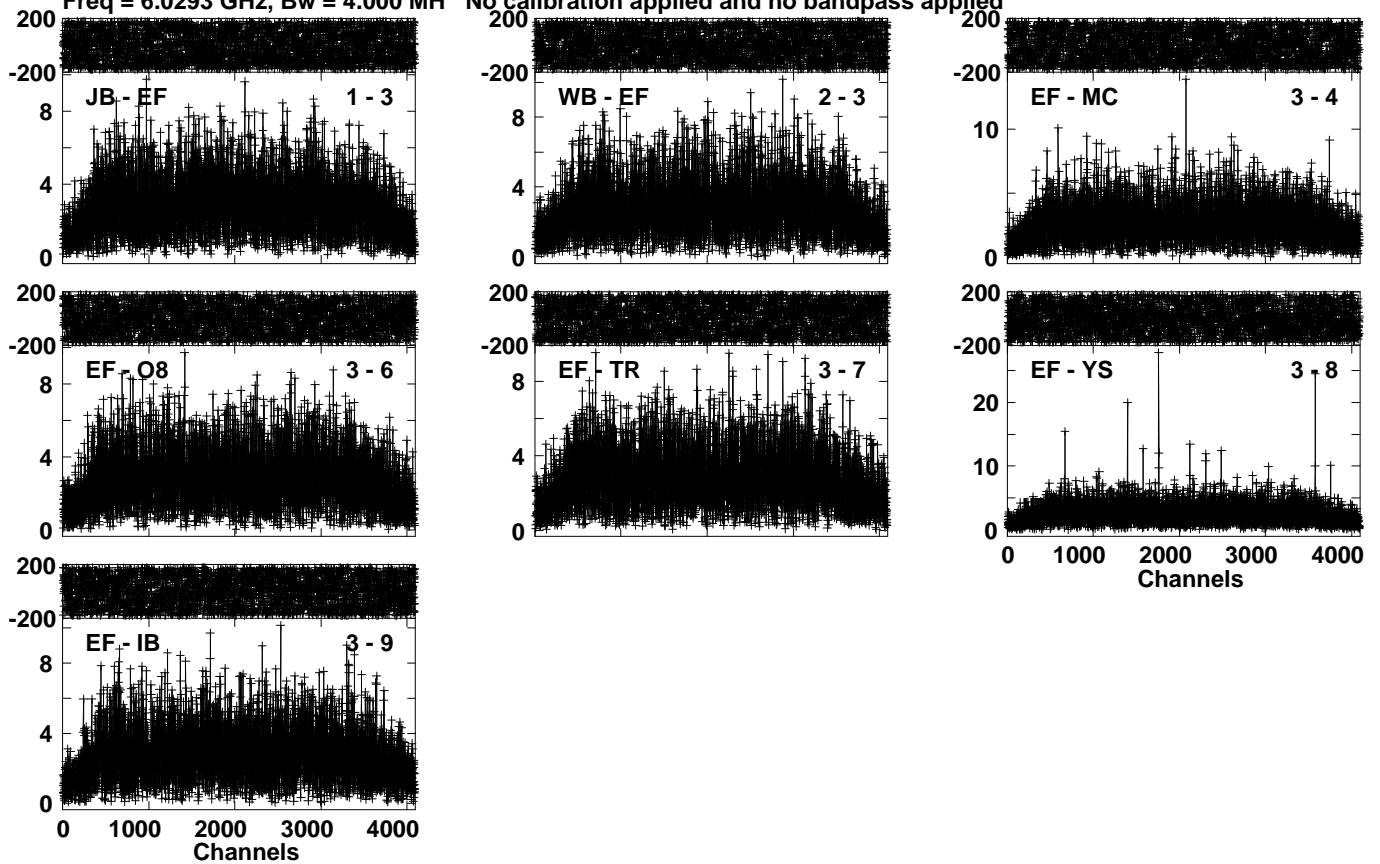 Freq = 6.0293 GHz, Bw = 4.000 MH No calibration applied and no bandpass applied
200
-200
JB - EF 1 - 3
8
4
0
200
-200
WB - EF 2 - 3
8
4
0
200
-200
EF - MC 3 - 4
10
0
200
-200
EF - O8 3 - 6
8
4
0
200
-200
EF - TR 3 - 7
8
4
0
200
-200
EF - YS 3 - 8
20
10
0
0 1000 2000 3000 4000
Channels
200
-200
EF - IB 3 - 9
8
4
0
0 1000 2000 3000 4000
Channels